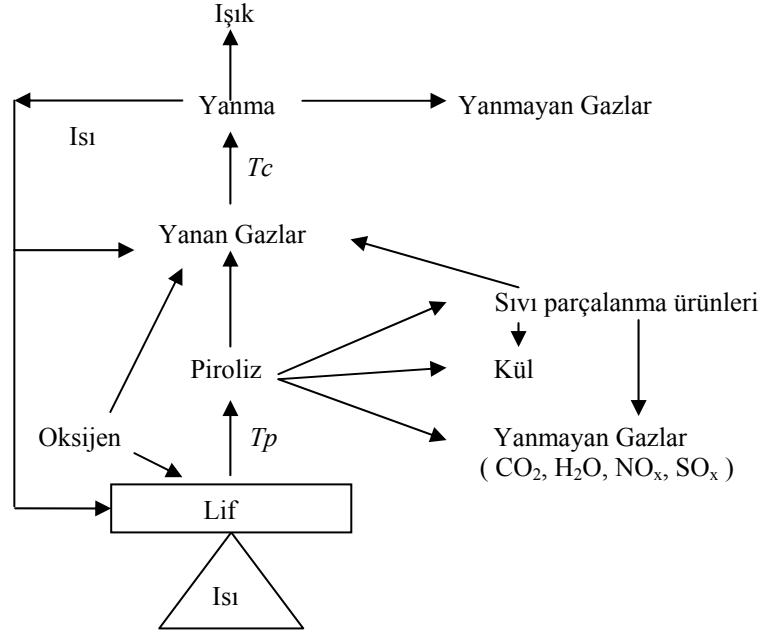 Işık
Yanma
Yanmayan Gazlar
Isı
Tc
Yanan Gazlar
Sıvı parçalanma ürünleri
Piroliz
Kül
Oksijen
Tp
Yanmayan Gazlar
( CO₂, H₂O, NOₓ, SOₓ )
Lif
Isı